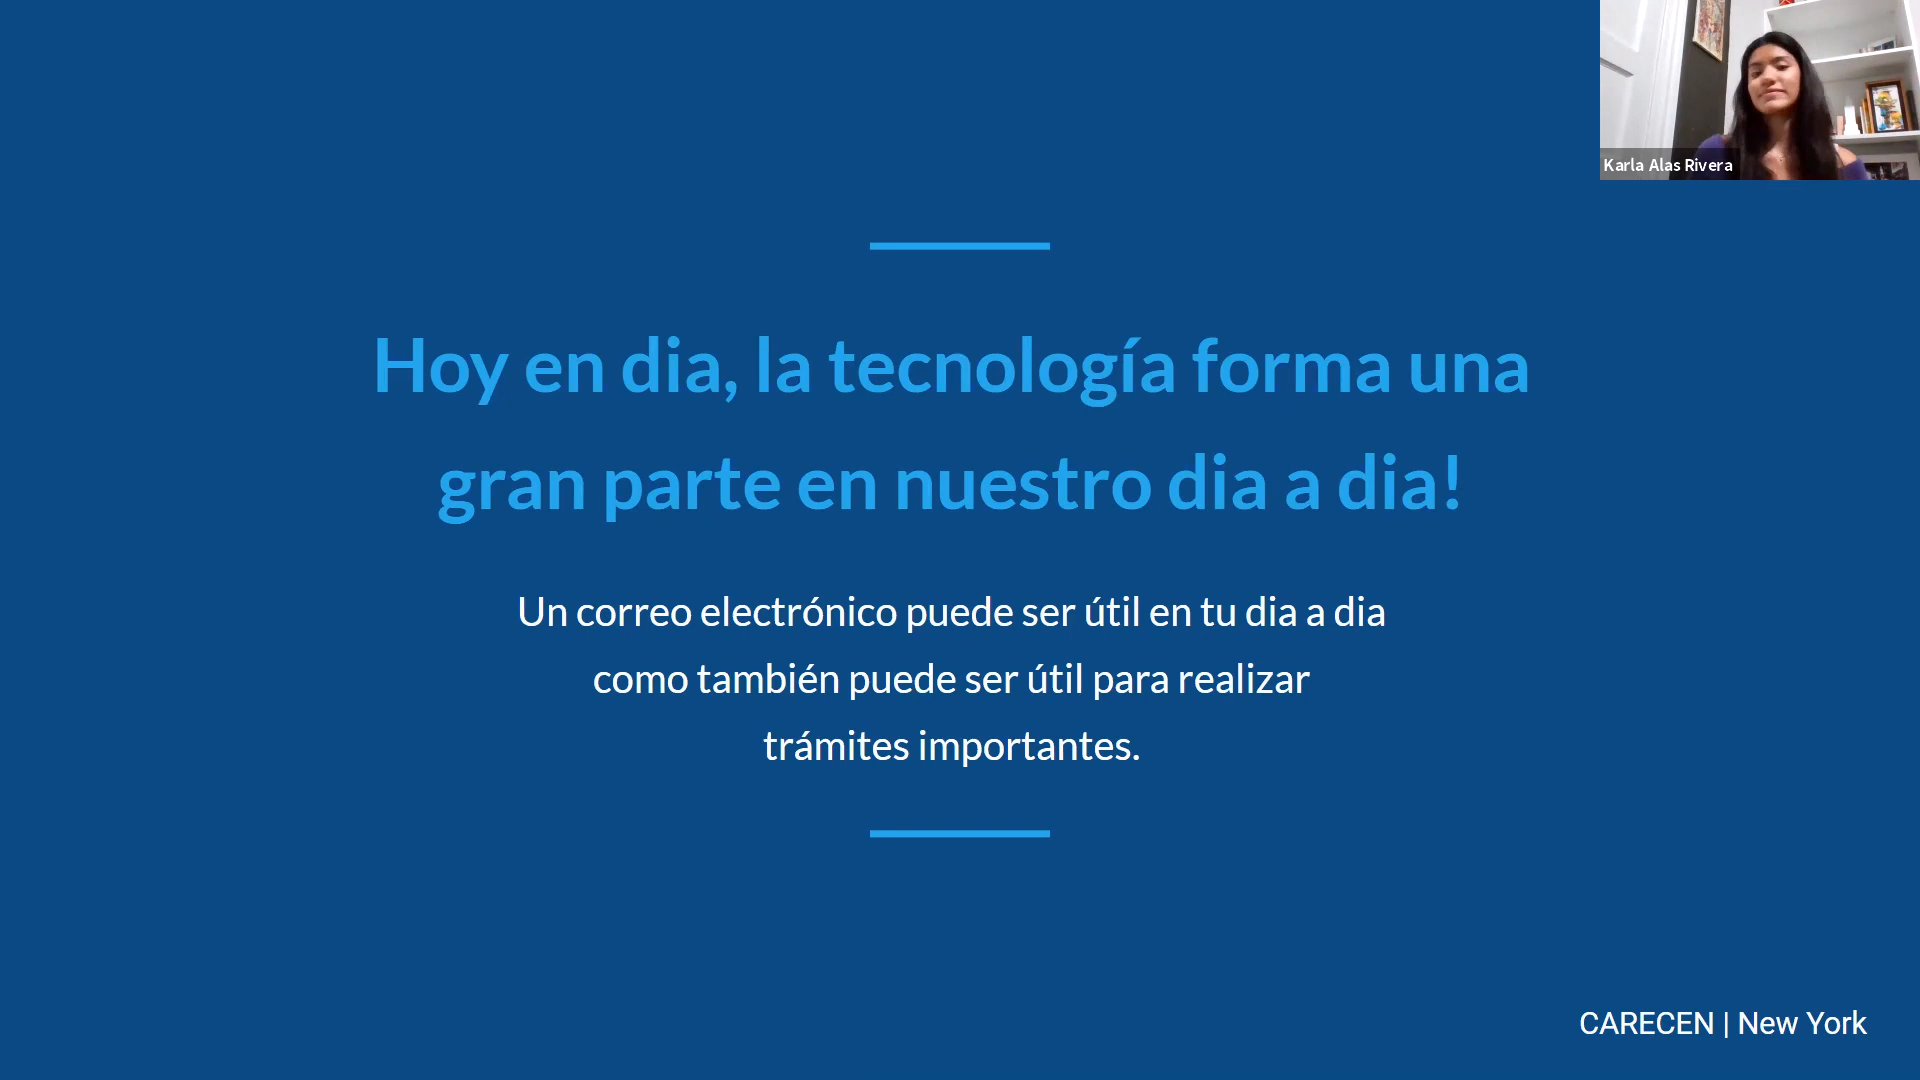 Karla Alas Rivera
Hoy en dia, la tecnología forma una
gran parte en nuestro dia a dia!
Un correo electrónico puede ser útil en tu dia a dia
como también puede ser útil para realizar
trámites importantes.
CARECEN | New York